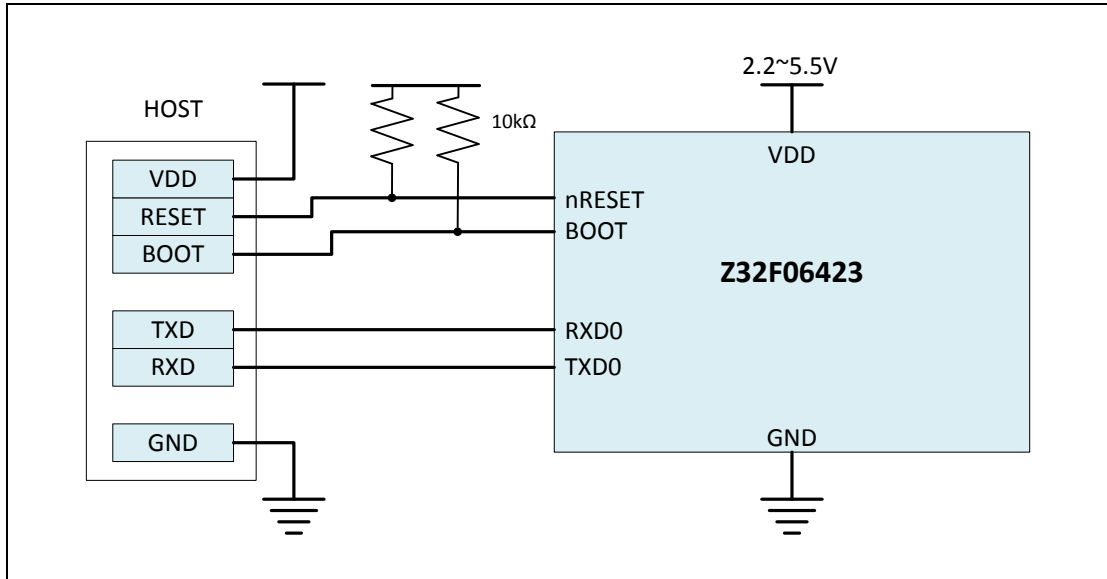 2.2~5.5V
HOST
10kΩ
VDD
VDD
nRESET
RESET
BOOT
BOOT
Z32F06423
TXD
RXD0
RXD
TXD0
GND
GND